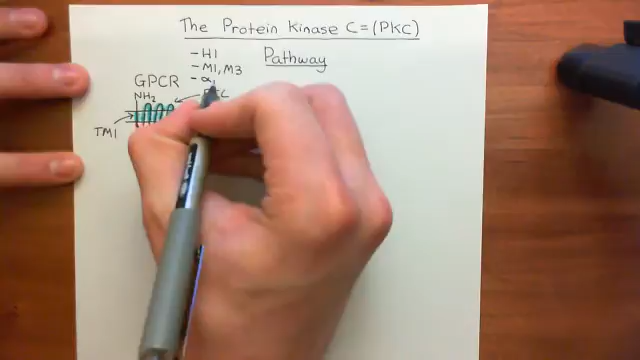 The Protein Kinase C = (PKC)
Pathway
- H1
- M1, M3
- α1
GPCR
NH2
TM1